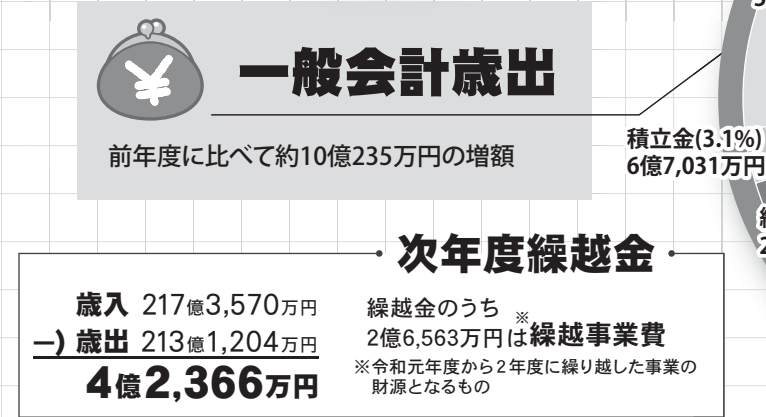 ¥
一般会計歳出
前年度に比べて約10億235万円の増額
積立金(3.1%)
6億7,031万円
次年度繰越金
歳入 217億3,570万円
―) 歳出 213億1,204万円
4億2,366万円
繰越金のうち
2億6,563万円は※繰越事業費
※令和元年度から2年度に繰り越した事業の
財源となるもの